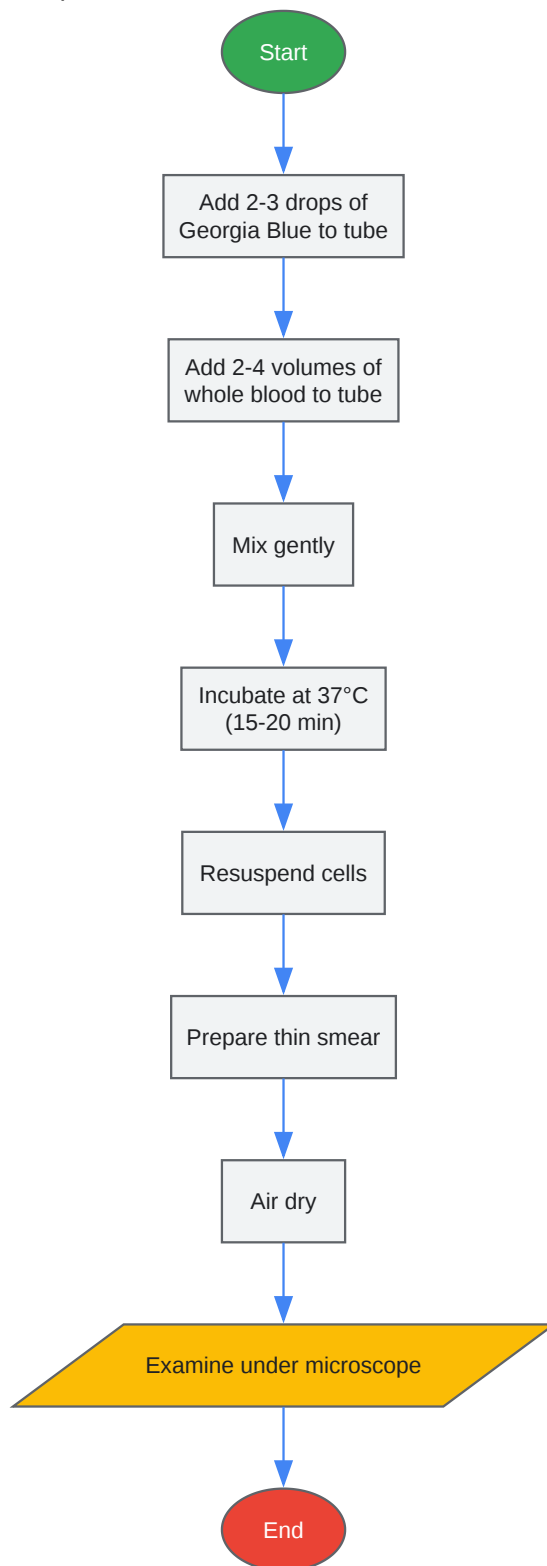 Start
Add 2-3 drops of
Georgia Blue to tube
Add 2-4 volumes of
whole blood to tube
Mix gently
Incubate at 37°C
(15-20 min)
Resuspend cells
Prepare thin smear
Air dry
Examine under microscope
End